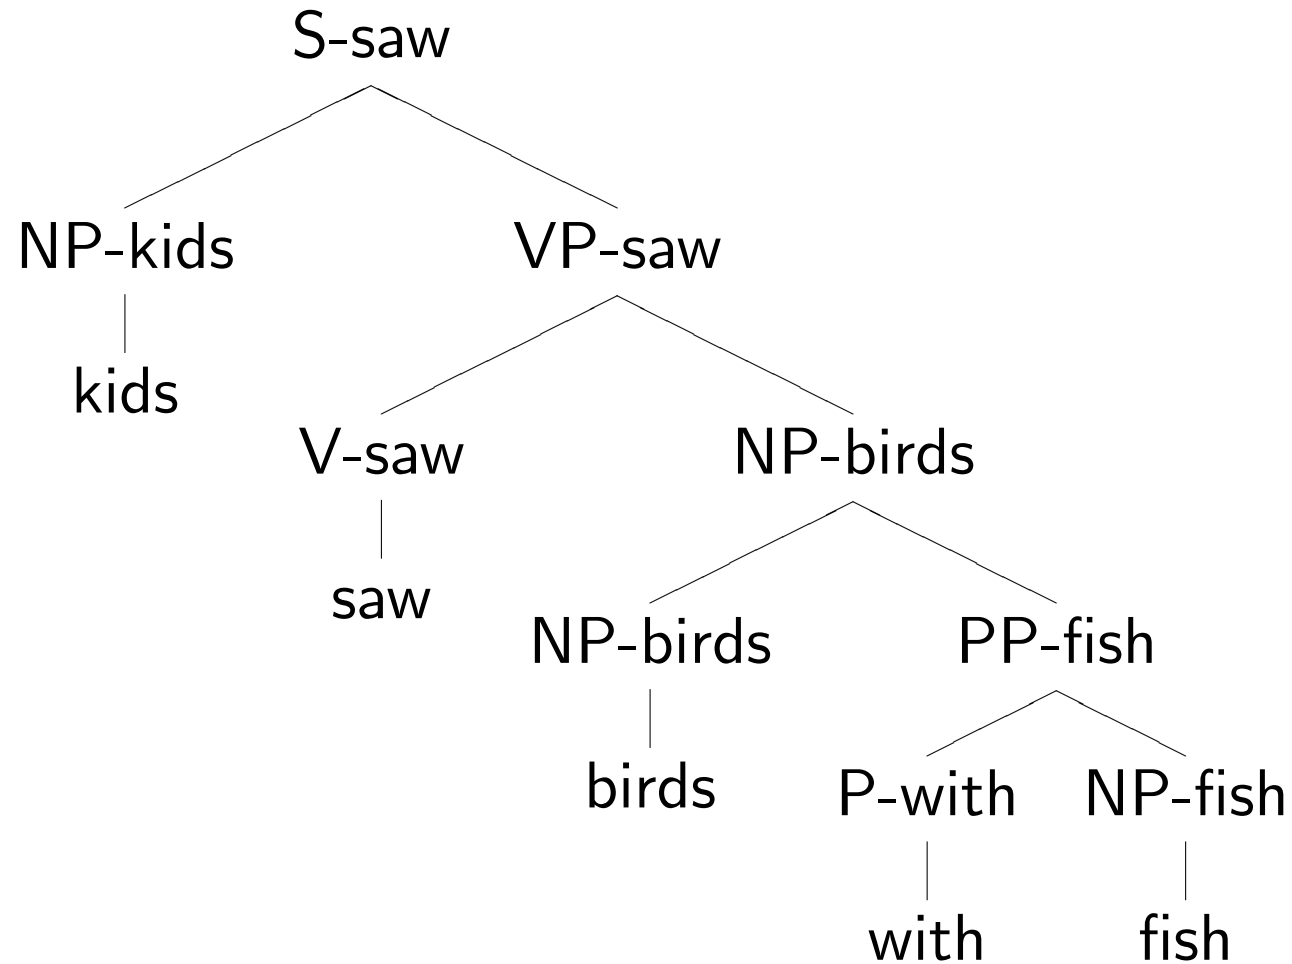 S-saw
NP-kids VP-saw
kids
V-saw NP-birds
saw
NP-birds PP-fish
birds
P-with NP-fish
with fish